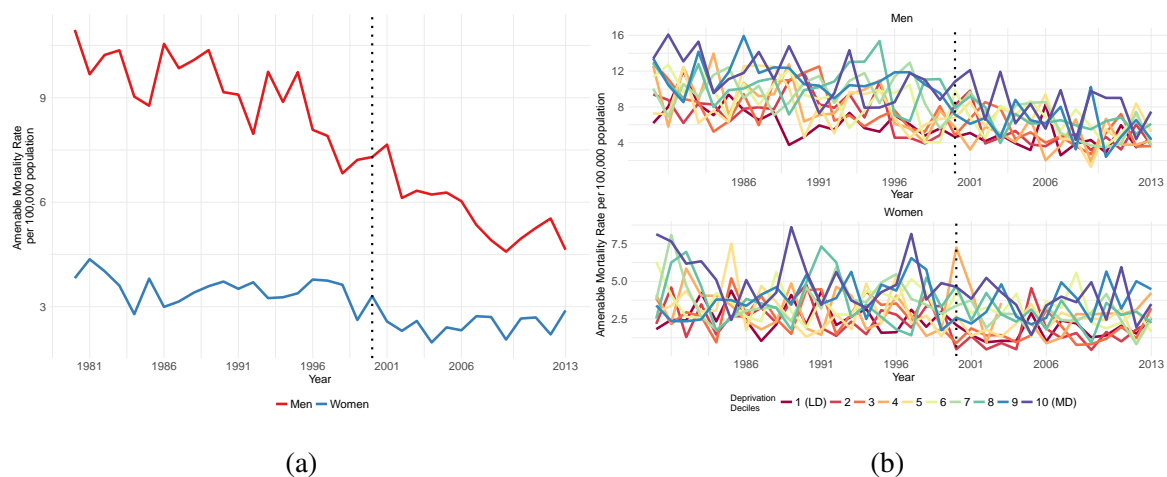 Amenable Mortality Rate
per 100,000 population
9
6
3
1981 1986 1991 1996 2001 2006 2013
Year
Men Women
(a)
Amenable Mortality Rate per 100,000 population
Men
16
12
8
4
1986 1991 1996 2001 2006 2013
Year
Women
7.5
5.0
2.5
1986 1991 1996 2001 2006 2013
Year
Deprivation
Deciles
1 (LD) 2 3 4 5 6 7 8 9 10 (MD)
(b)